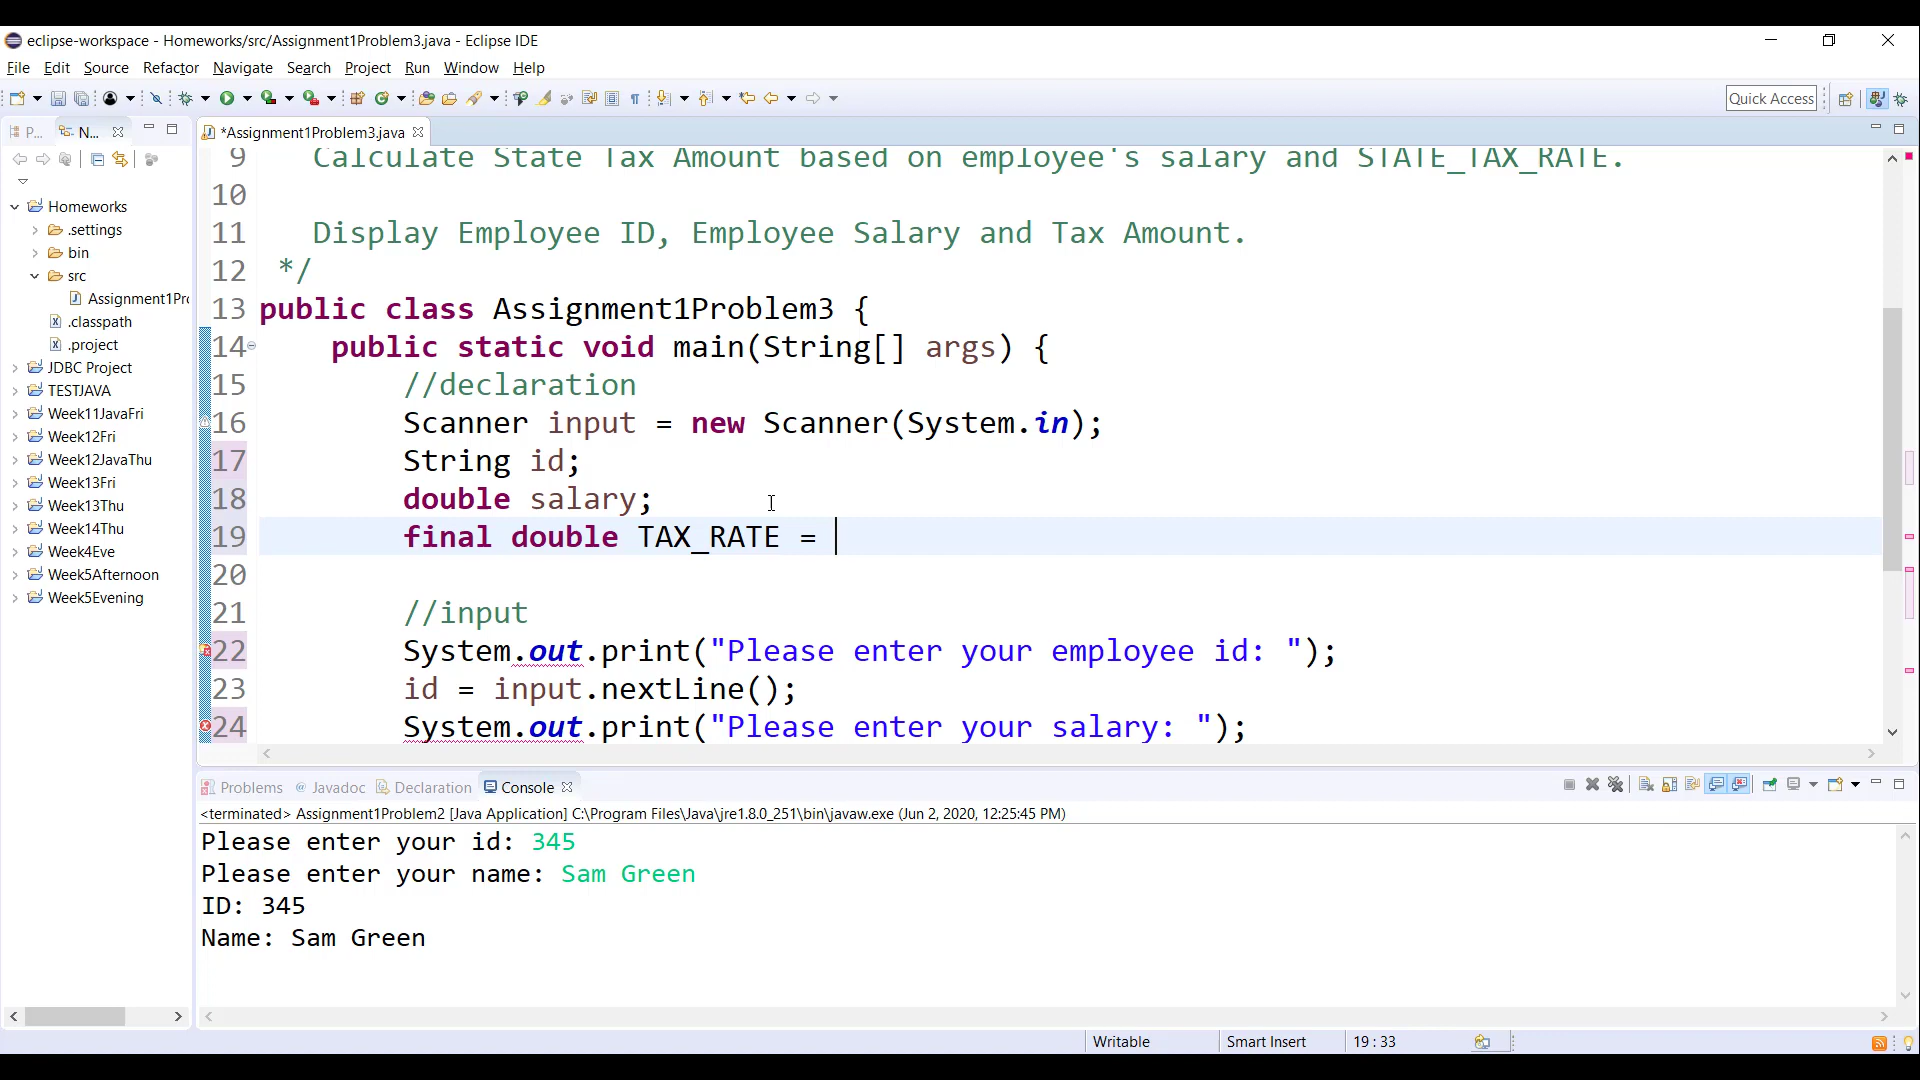 eclipse-workspace - Homeworks/src/Assignment1Problem3.java - Eclipse IDE
File Edit Source Refactor Navigate Search Project Run Window Help
Quick Access
P...
N...
*Assignment1Problem3.java
Homeworks
.settings
bin
src
Assignment1Pr
.classpath
.project
JDBC Project
TESTJAVA
Week11JavaFri
Week12Fri
Week12JavaThu
Week13Fri
Week13Thu
Week14Thu
Week4Eve
Week5Afternoon
Week5Evening
9 Calculate State Tax Amount based on employee's salary and STATE_TAX_RATE.
10
11 Display Employee ID, Employee Salary and Tax Amount.
12 */
13 public class Assignment1Problem3 {
14 public static void main(String[] args) {
15 //declaration
16 Scanner input = new Scanner(System.in);
17 String id;
18 double salary;
19 final double TAX_RATE =
20
21 //input
22 System.out.print("Please enter your employee id: ");
23 id = input.nextLine();
24 System.out.print("Please enter your salary: ");
Problems @ Javadoc Declaration Console
<terminated> Assignment1Problem2 [Java Application] C:\Program Files\Java\jre1.8.0_251\bin\javaw.exe (Jun 2, 2020, 12:25:45 PM)
Please enter your id: 345
Please enter your name: Sam Green
ID: 345
Name: Sam Green
Writable Smart Insert 19 : 33